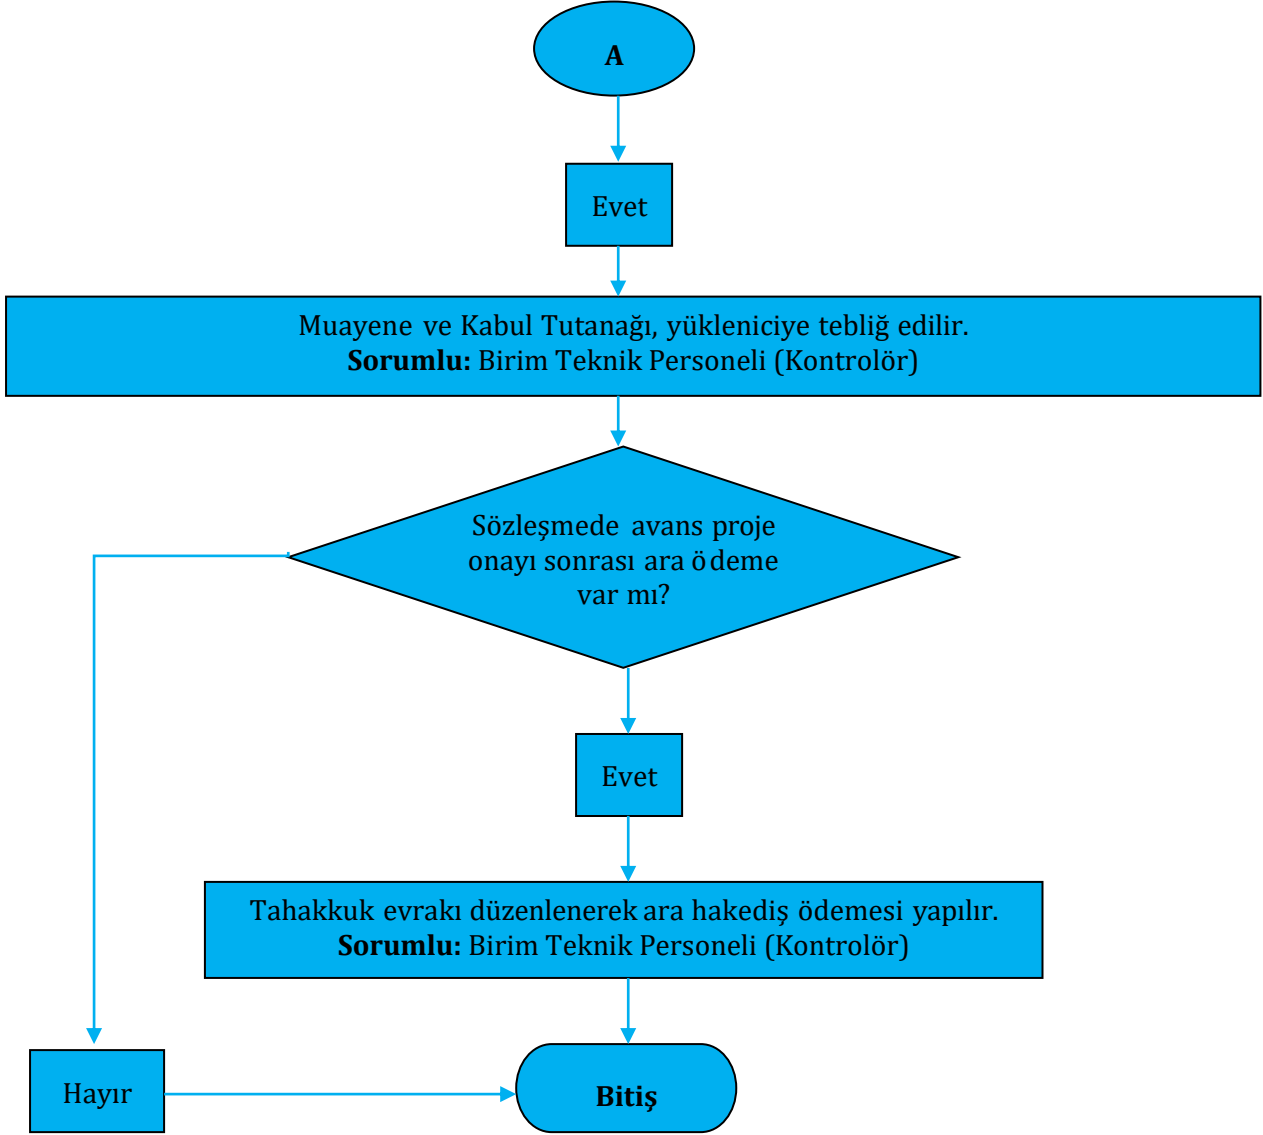 A
Evet
Muayene ve Kabul Tutanağı, yükleniciye tebliğ edilir.
Sorumlu: Birim Teknik Personeli (Kontrolör)
Sözleşmede avans proje
onayı sonrası ara ödeme
var mı?
Evet
Tahakkuk evrakı düzenlenerek ara hakediş ödemesi yapılır.
Sorumlu: Birim Teknik Personeli (Kontrolör)
Hayır
Bitiş